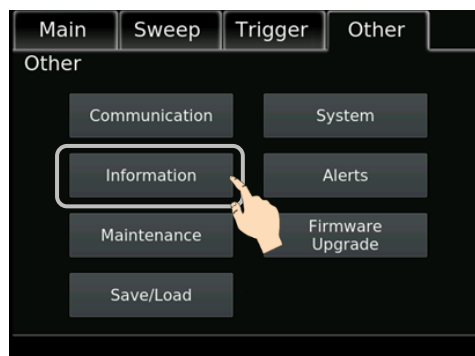 Main Sweep Trigger Other
Other
Communication System
Information Alerts
Maintenance Firmware
Upgrade
Save/Load